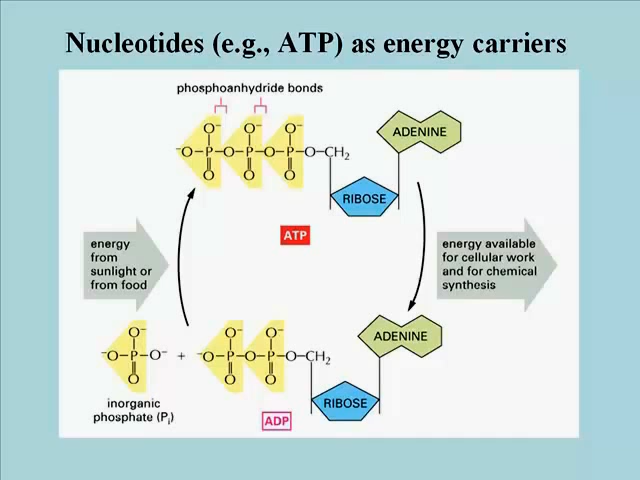 Nucleotides (e.g., ATP) as energy carriers
phosphoanhydride bonds
O⁻ O⁻ O⁻
⁻O–P–O–P–O–P–O–CH₂
O O O
ADENINE
RIBOSE
ATP
energy
from
sunlight or
from food
energy available
for cellular work
and for chemical
synthesis
O⁻
⁻O–P–O⁻
O
+
O⁻ O⁻
⁻O–P–O–P–O–CH₂
O O
ADENINE
RIBOSE
inorganic
phosphate (Pᵢ)
ADP